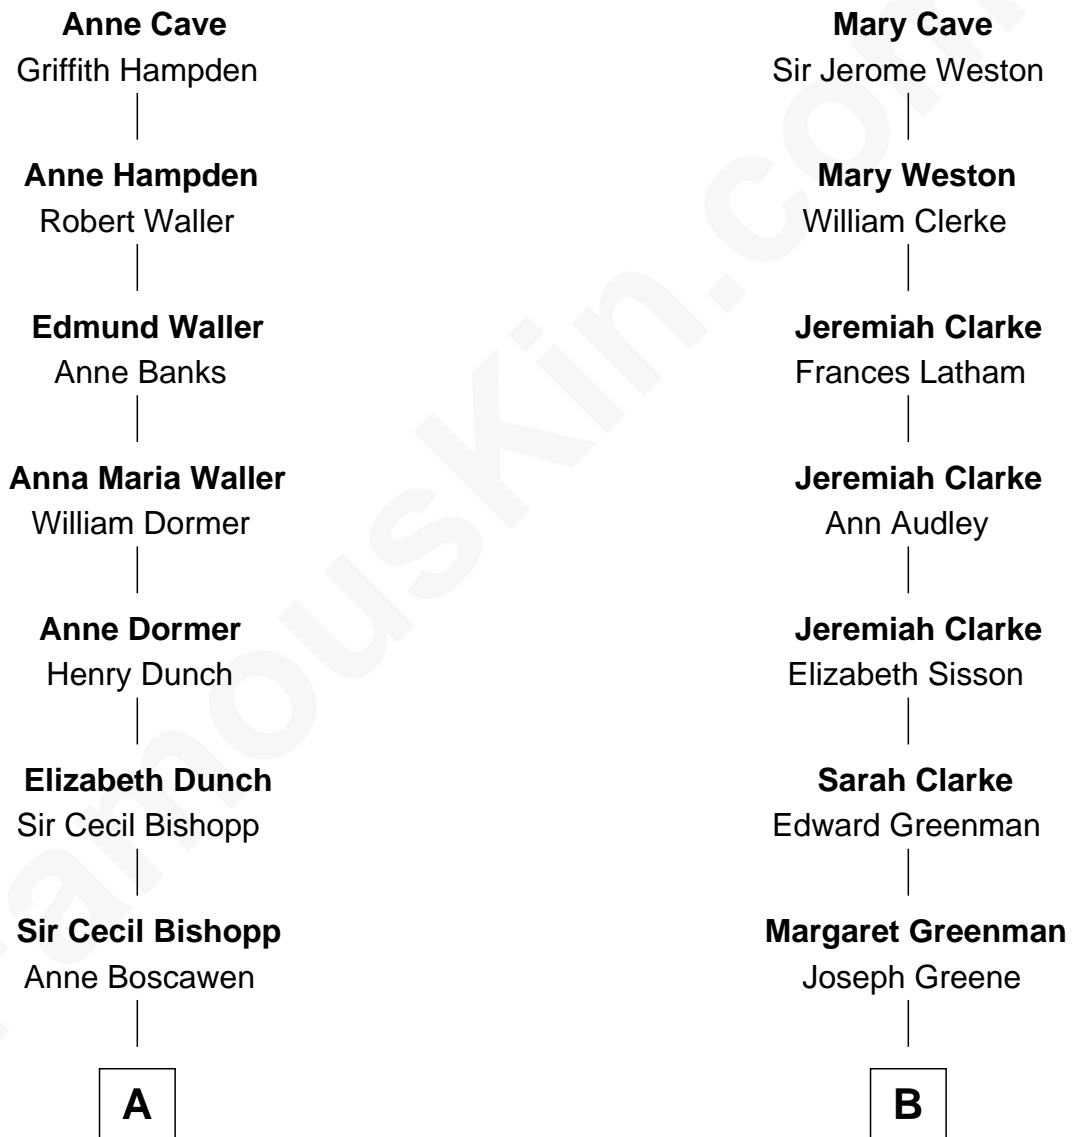 Anne Cave
Griffith Hampden
Anne Hampden
Robert Waller
Edmund Waller
Anne Banks
Anna Maria Waller
William Dormer
Anne Dormer
Henry Dunch
Elizabeth Dunch
Sir Cecil Bishopp
Sir Cecil Bishopp
Anne Boscawen
A
Mary Cave
Sir Jerome Weston
Mary Weston
William Clerke
Jeremiah Clarke
Frances Latham
Jeremiah Clarke
Ann Audley
Jeremiah Clarke
Elizabeth Sisson
Sarah Clarke
Edward Greenman
Margaret Greenman
Joseph Greene
B
FamousKin.com